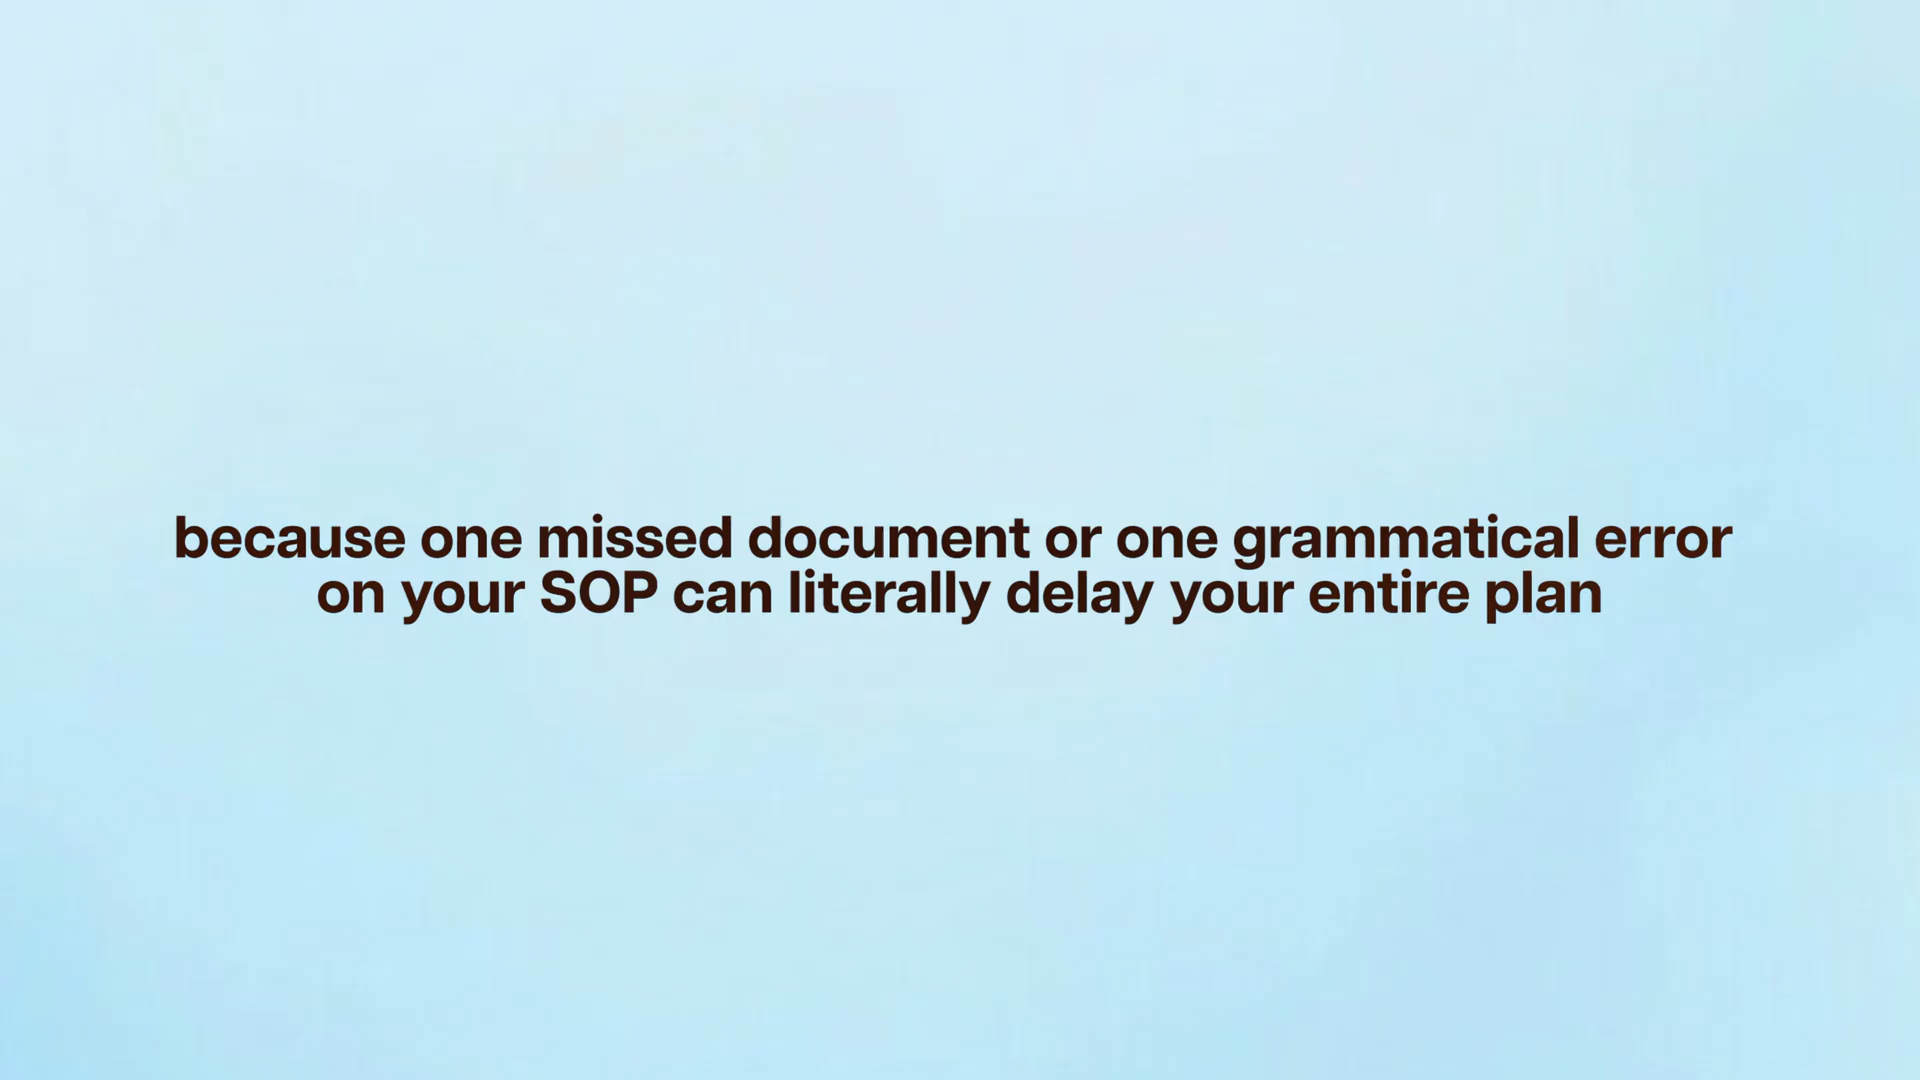 because one missed document or one grammatical error
on your SOP can literally delay your entire plan